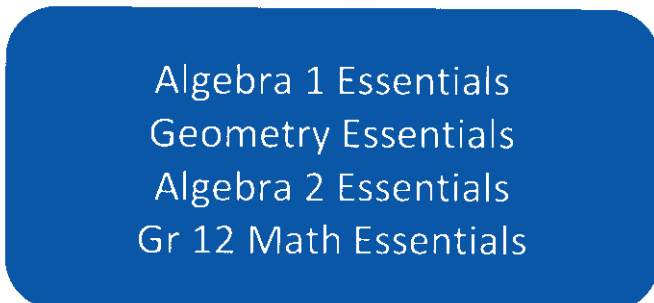 Algebra 1 Essentials
Geometry Essentials
Algebra 2 Essentials
Gr 12 Math Essentials